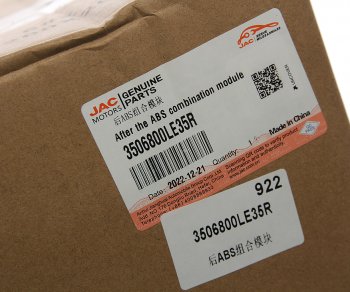 JAC GENUINE
MOTORS PARTS
后ABS组合模块
After the ABS combination module
3506800LE35R
Quantity: 1
Date: 2022-12-21
Made in China
922
3506800LE35R
后ABS组合模块